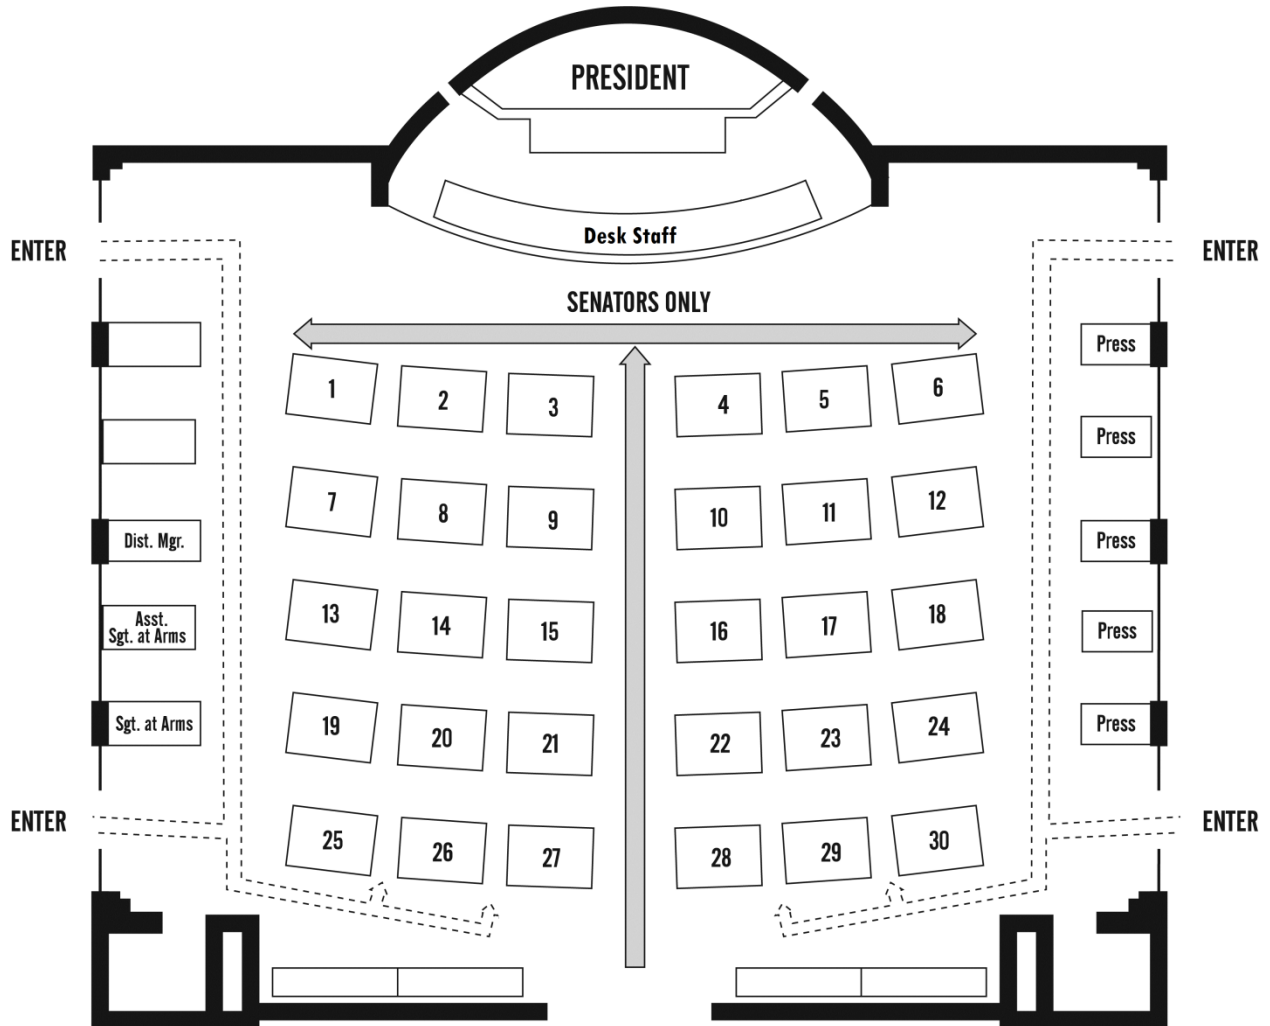 PRESIDENT
Desk Staff
ENTER
ENTER
SENATORS ONLY
Press
1
2
3
4
5
6
Press
7
8
9
10
11
12
Dist. Mgr.
Press
13
14
15
16
17
18
Asst.
Sgt. at Arms
Press
19
20
21
22
23
24
Sgt. at Arms
Press
ENTER
ENTER
25
26
27
28
29
30